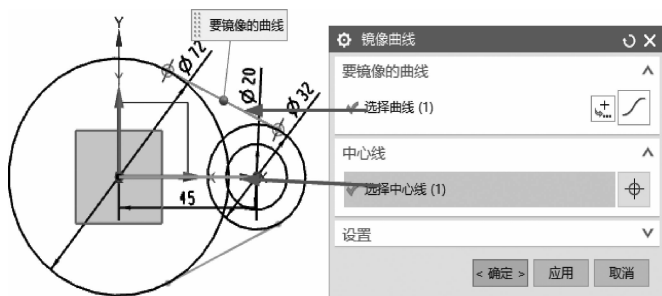 Y
要镜像的曲线
ϕ72
ϕ20
ϕ32
45
镜像曲线
要镜像的曲线
选择曲线 (1)
中心线
选择中心线 (1)
设置
< 确定 >
应用
取消